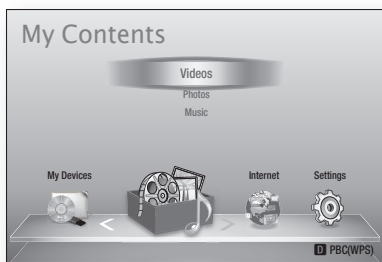 My Contents
Videos
Photos
Music
My Devices
Internet
Settings
D PBC(WPS)